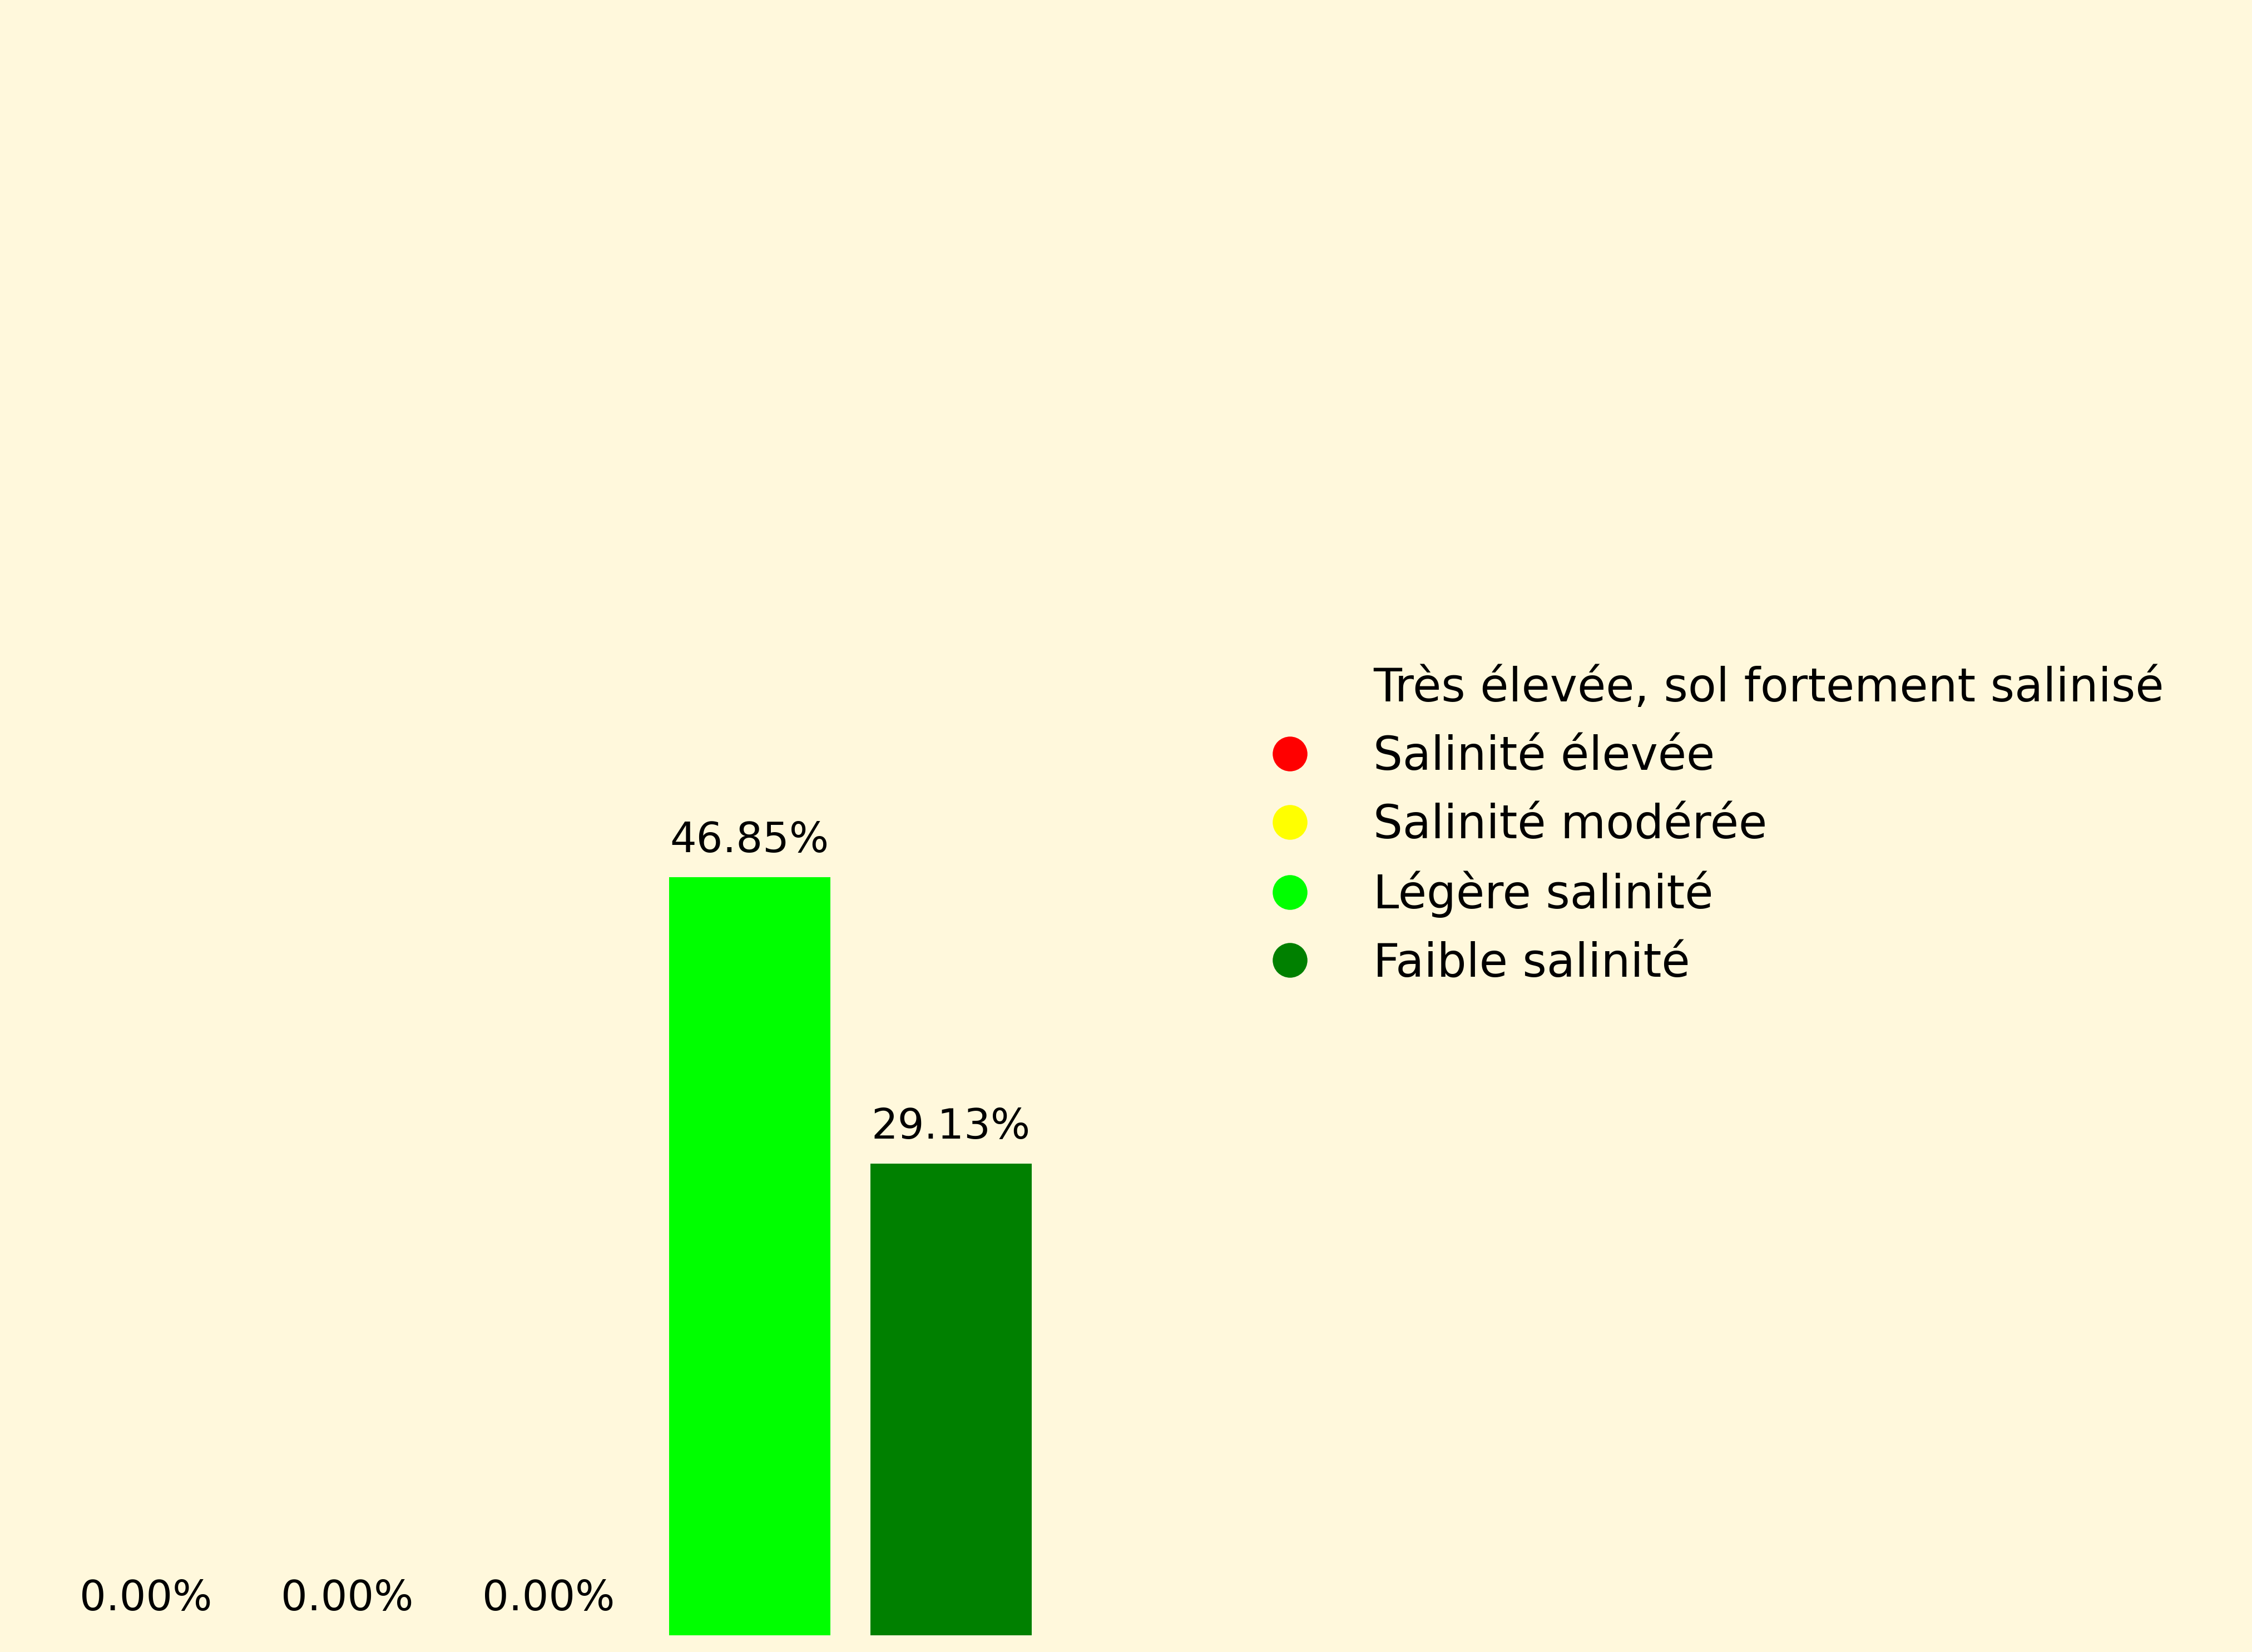 Très élevée, sol fortement salinisé
Salinité élevée
Salinité modérée
Légère salinité
Faible salinité
46.85%
29.13%
0.00%
0.00%
0.00%